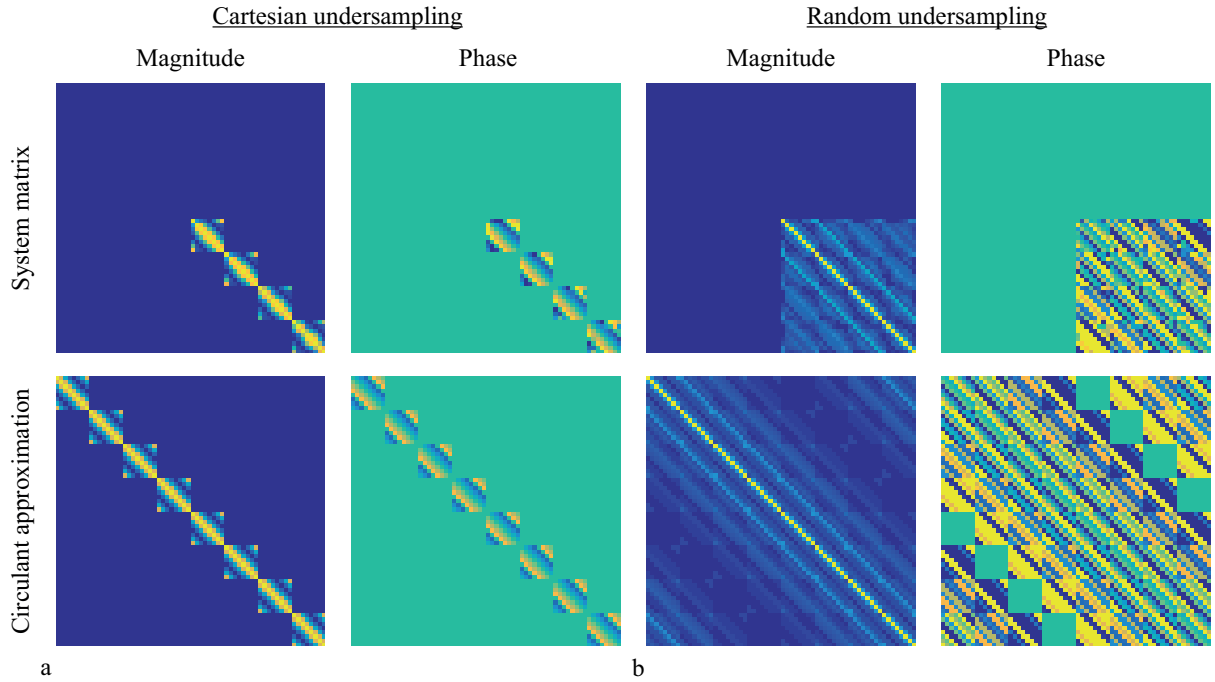 Cartesian undersampling
Random undersampling
Magnitude
Phase
Magnitude
Phase
System matrix
Circulant approximation
a
b